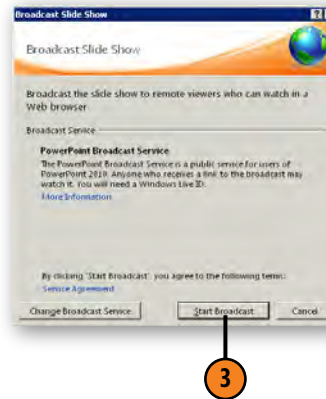 Broadcast Slide Show
?
Broadcast Slide Show
Broadcast the slide show to remote viewers who can watch in a
Web browser
Broadcast Service
PowerPoint Broadcast Service
The PowerPoint Broadcast Service is a public service for users of
PowerPoint 2010. Anyone who receives a link to the broadcast may
watch it. You will need a Windows Live ID.
More Information
By clicking 'Start Broadcast', you agree to the following terms:
Service Agreement
Change Broadcast Service
Start Broadcast
Cancel
3